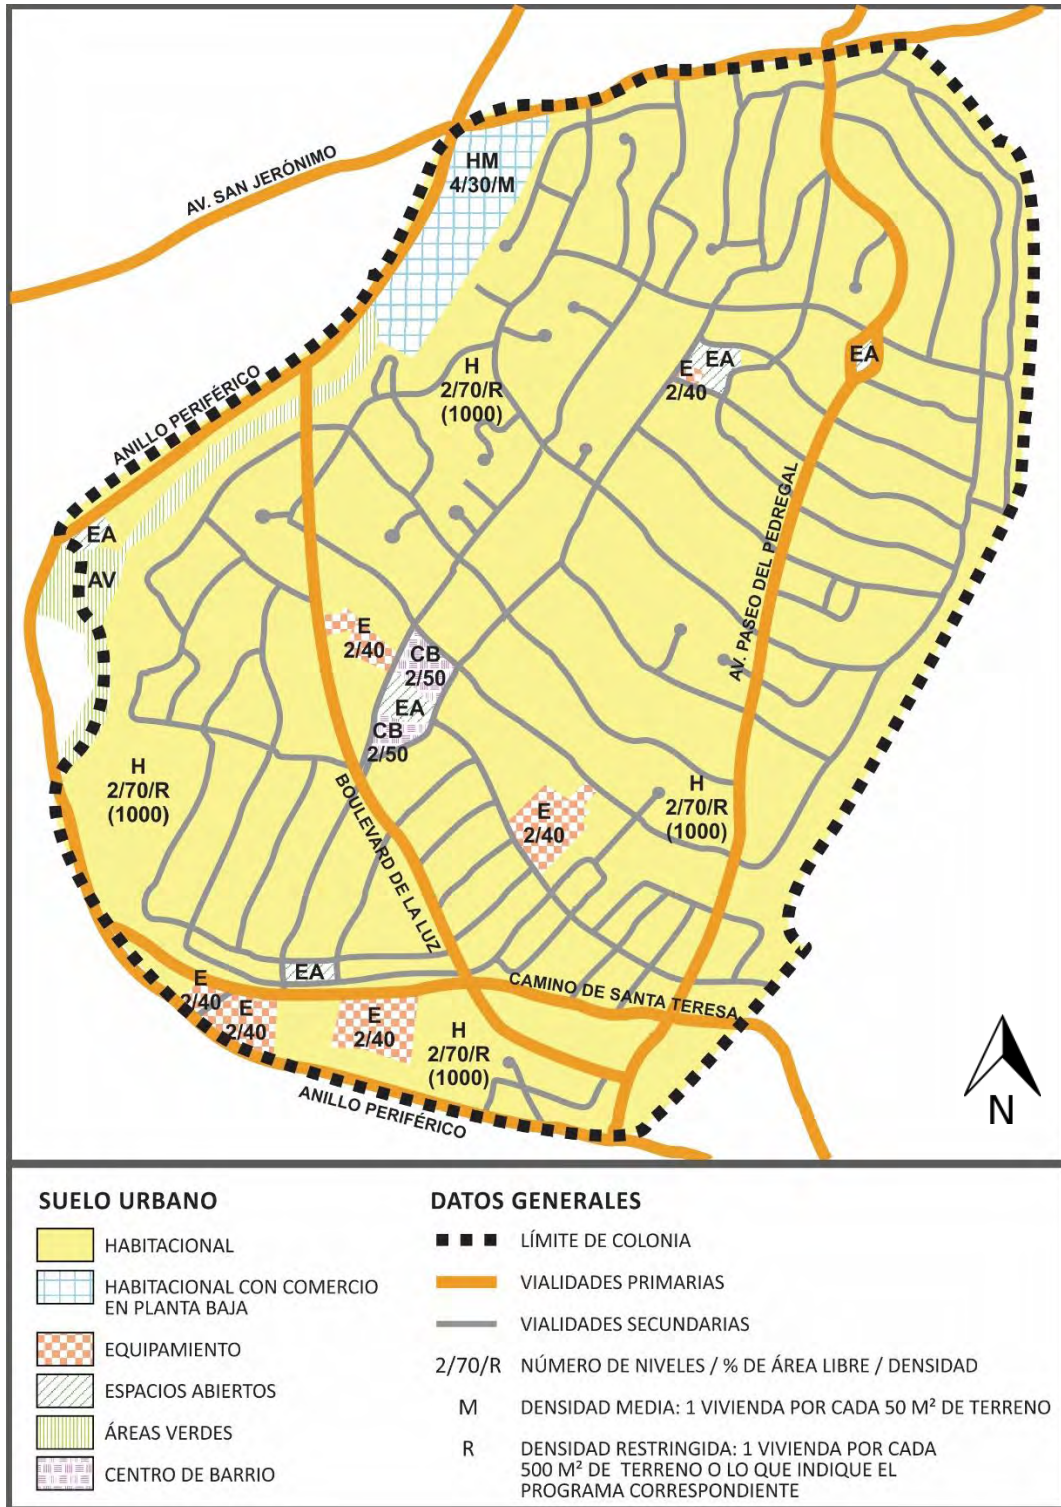 HM
4/30/M
AV. SAN JERÓNIMO
EA
E
2/40
EA
H
2/70/R
(1000)
ANILLO PERIFÉRICO
EA
AV
AV. PASEO DEL PEDREGAL
E
2/40
CB
2/50
EA
CB
2/50
H
2/70/R
(1000)
BOULEVARD DE LA LUZ
E
2/40
H
2/70/R
(1000)
EA
CAMINO DE SANTA TERESA
E
2/40
E
2/40
E
2/40
H
2/70/R
(1000)
ANILLO PERIFÉRICO
N
SUELO URBANO
HABITACIONAL
HABITACIONAL CON COMERCIO
EN PLANTA BAJA
EQUIPAMIENTO
ESPACIOS ABIERTOS
ÁREAS VERDES
CENTRO DE BARRIO
DATOS GENERALES
LÍMITE DE COLONIA
VIALIDADES PRIMARIAS
VIALIDADES SECUNDARIAS
2/70/R NÚMERO DE NIVELES / % DE ÁREA LIBRE / DENSIDAD
M DENSIDAD MEDIA: 1 VIVIENDA POR CADA 50 M² DE TERRENO
R DENSIDAD RESTRINGIDA: 1 VIVIENDA POR CADA
500 M² DE TERRENO O LO QUE INDIQUE EL
PROGRAMA CORRESPONDIENTE